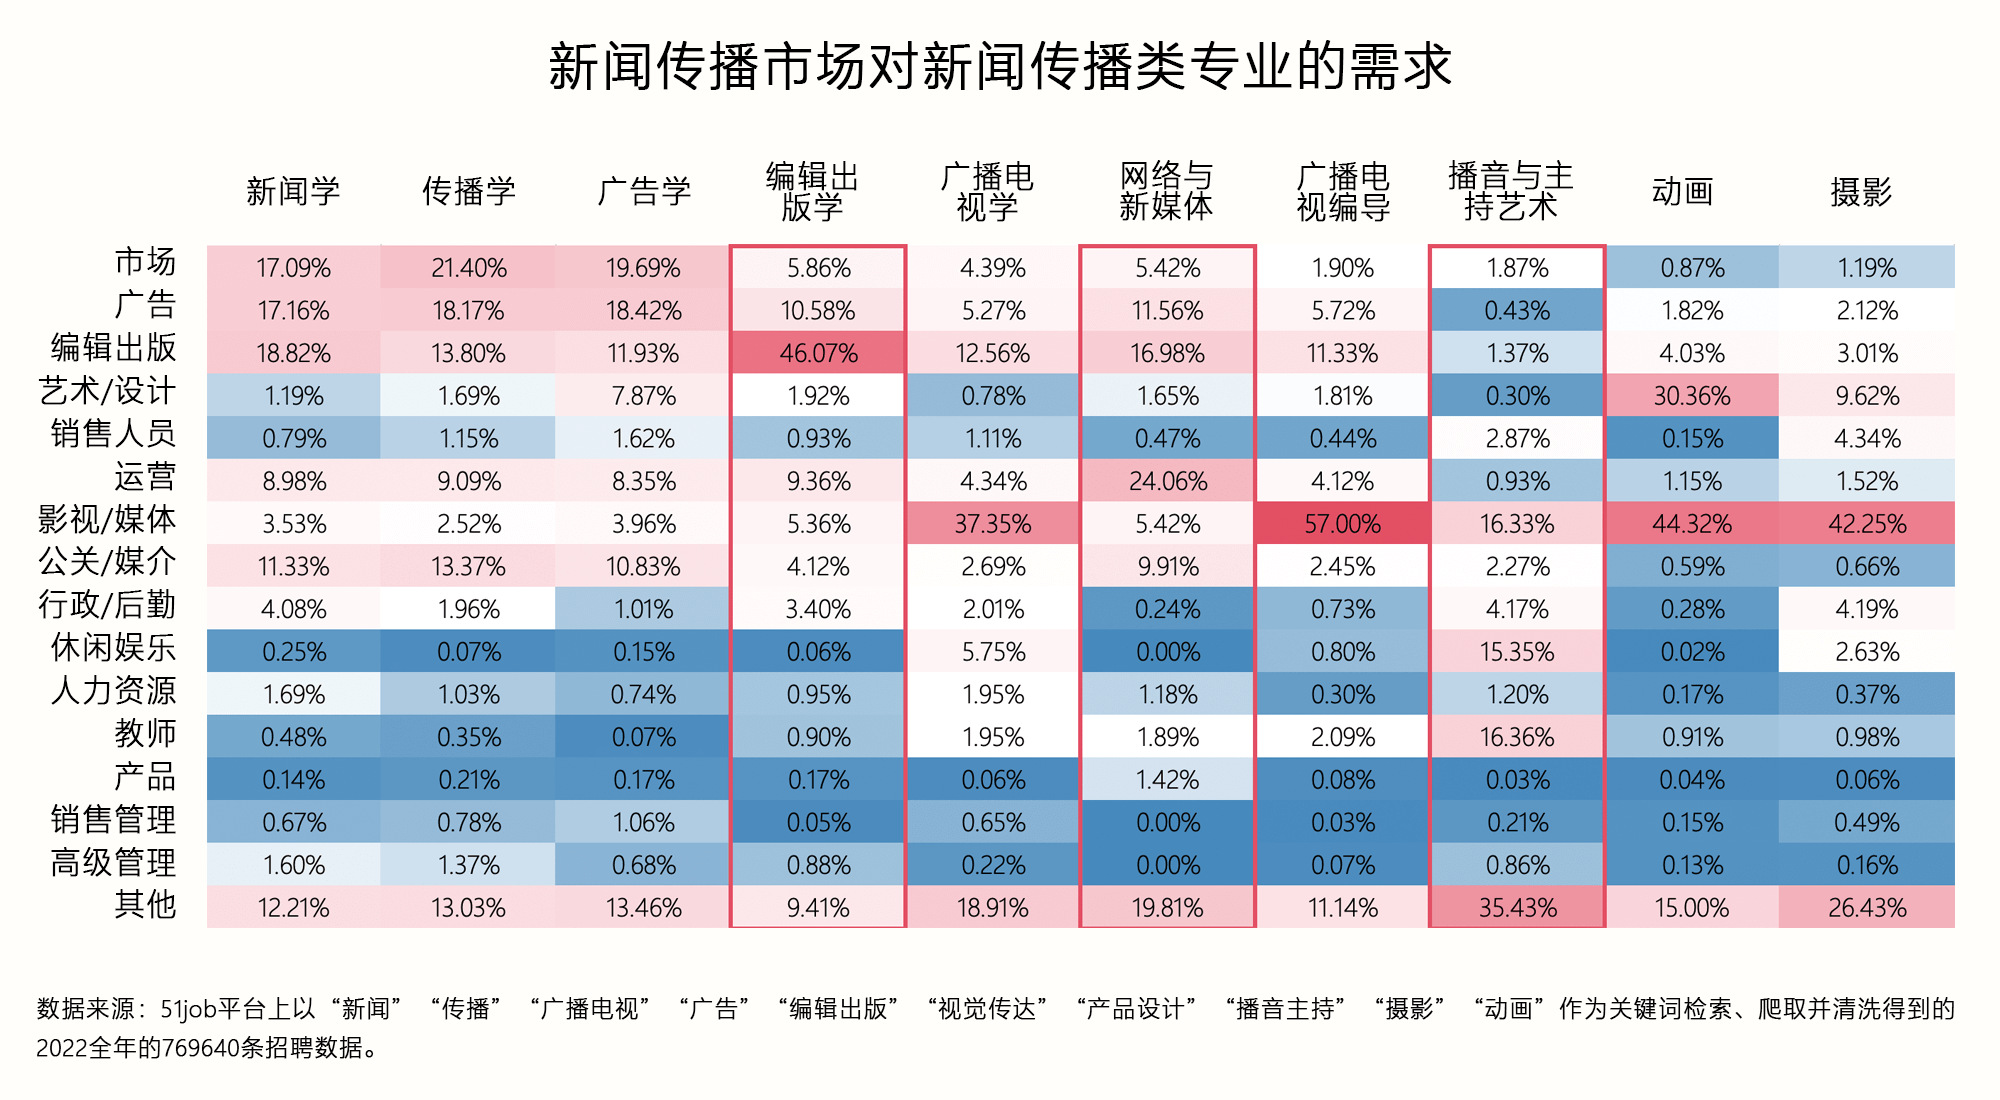 新闻传播市场对新闻传播类专业的需求
新闻学 传播学 广告学 编辑出版学 广播电视学 网络与新媒体 广播电视编导 播音与主持艺术 动画 摄影
市场 17.09% 21.40% 19.69% 5.86% 4.39% 5.42% 1.90% 1.87% 0.87% 1.19%
广告 17.16% 18.17% 18.42% 10.58% 5.27% 11.56% 5.72% 0.43% 1.82% 2.12%
编辑出版 18.82% 13.80% 11.93% 46.07% 12.56% 16.98% 11.33% 1.37% 4.03% 3.01%
艺术/设计 1.19% 1.69% 7.87% 1.92% 0.78% 1.65% 1.81% 0.30% 30.36% 9.62%
销售人员 0.79% 1.15% 1.62% 0.93% 1.11% 0.47% 0.44% 2.87% 0.15% 4.34%
运营 8.98% 9.09% 8.35% 9.36% 4.34% 24.06% 4.12% 0.93% 1.15% 1.52%
影视/媒体 3.53% 2.52% 3.96% 5.36% 37.35% 5.42% 57.00% 16.33% 44.32% 42.25%
公关/媒介 11.33% 13.37% 10.83% 4.12% 2.69% 9.91% 2.45% 2.27% 0.59% 0.66%
行政/后勤 4.08% 1.96% 1.01% 3.40% 2.01% 0.24% 0.73% 4.17% 0.28% 4.19%
休闲娱乐 0.25% 0.07% 0.15% 0.06% 5.75% 0.00% 0.80% 15.35% 0.02% 2.63%
人力资源 1.69% 1.03% 0.74% 0.95% 1.95% 1.18% 0.30% 1.20% 0.17% 0.37%
教师 0.48% 0.35% 0.07% 0.90% 1.95% 1.89% 2.09% 16.36% 0.91% 0.98%
产品 0.14% 0.21% 0.17% 0.17% 0.06% 1.42% 0.08% 0.03% 0.04% 0.06%
销售管理 0.67% 0.78% 1.06% 0.05% 0.65% 0.00% 0.03% 0.21% 0.15% 0.49%
高级管理 1.60% 1.37% 0.68% 0.88% 0.22% 0.00% 0.07% 0.86% 0.13% 0.16%
其他 12.21% 13.03% 13.46% 9.41% 18.91% 19.81% 11.14% 35.43% 15.00% 26.43%
数据来源：51job平台上以“新闻”“传播”“广播电视”“广告”“编辑出版”“视觉传达”“产品设计”“播音主持”“摄影”“动画”作为关键词检索、爬取并清洗得到的
2022全年的769640条招聘数据。